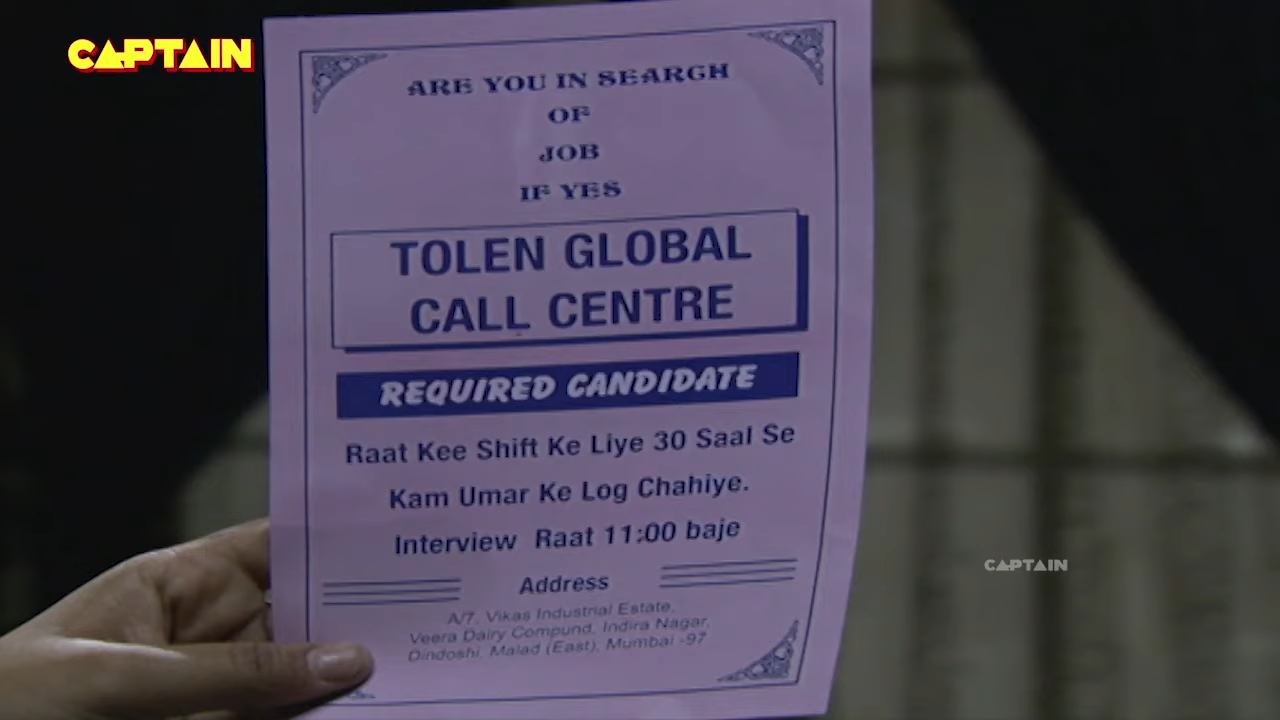 CAPTAIN
ARE YOU IN SEARGH
OF
JOB
IF YES
TOLEN GLOBAL
CALL CENTRE
REQUIRED CANDIDATE
Raat Kee Shift Ke Liye 30 Saal Se
Kam Umar Ke Log Chahiye.
Interview Raat 11:00 baje
Address
A/7, Vikas Industrial Estate,
Veera Dairy Compund, Indira Nagar,
Dindoshi, Malad (East), Mumbai -97
CAPTAIN